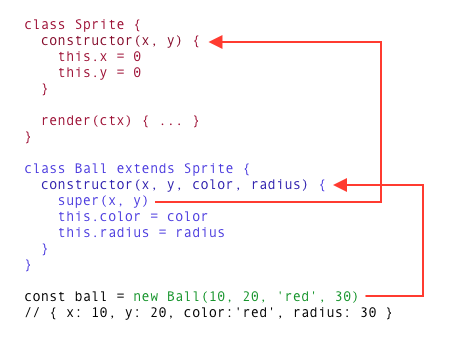 class Sprite {
constructor(x, y) {
this.x = 0
this.y = 0
}
render(ctx) { ... }
}
class Ball extends Sprite {
constructor(x, y, color, radius) {
super(x, y)
this.color = color
this.radius = radius
}
}
const ball = new Ball(10, 20, 'red', 30)
// { x: 10, y: 20, color:'red', radius: 30 }